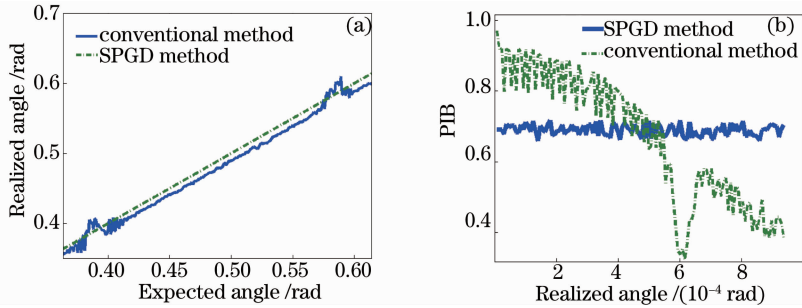 (a)
conventional method
SPGD method
Realized angle /rad
0.6
0.5
0.4
0.40
0.45
0.50
0.55
0.60
Expected angle /rad
(b)
SPGD method
conventional method
PIB
1.0
0.8
0.6
0.4
2
4
6
8
Realized angle /(10⁻⁴ rad)